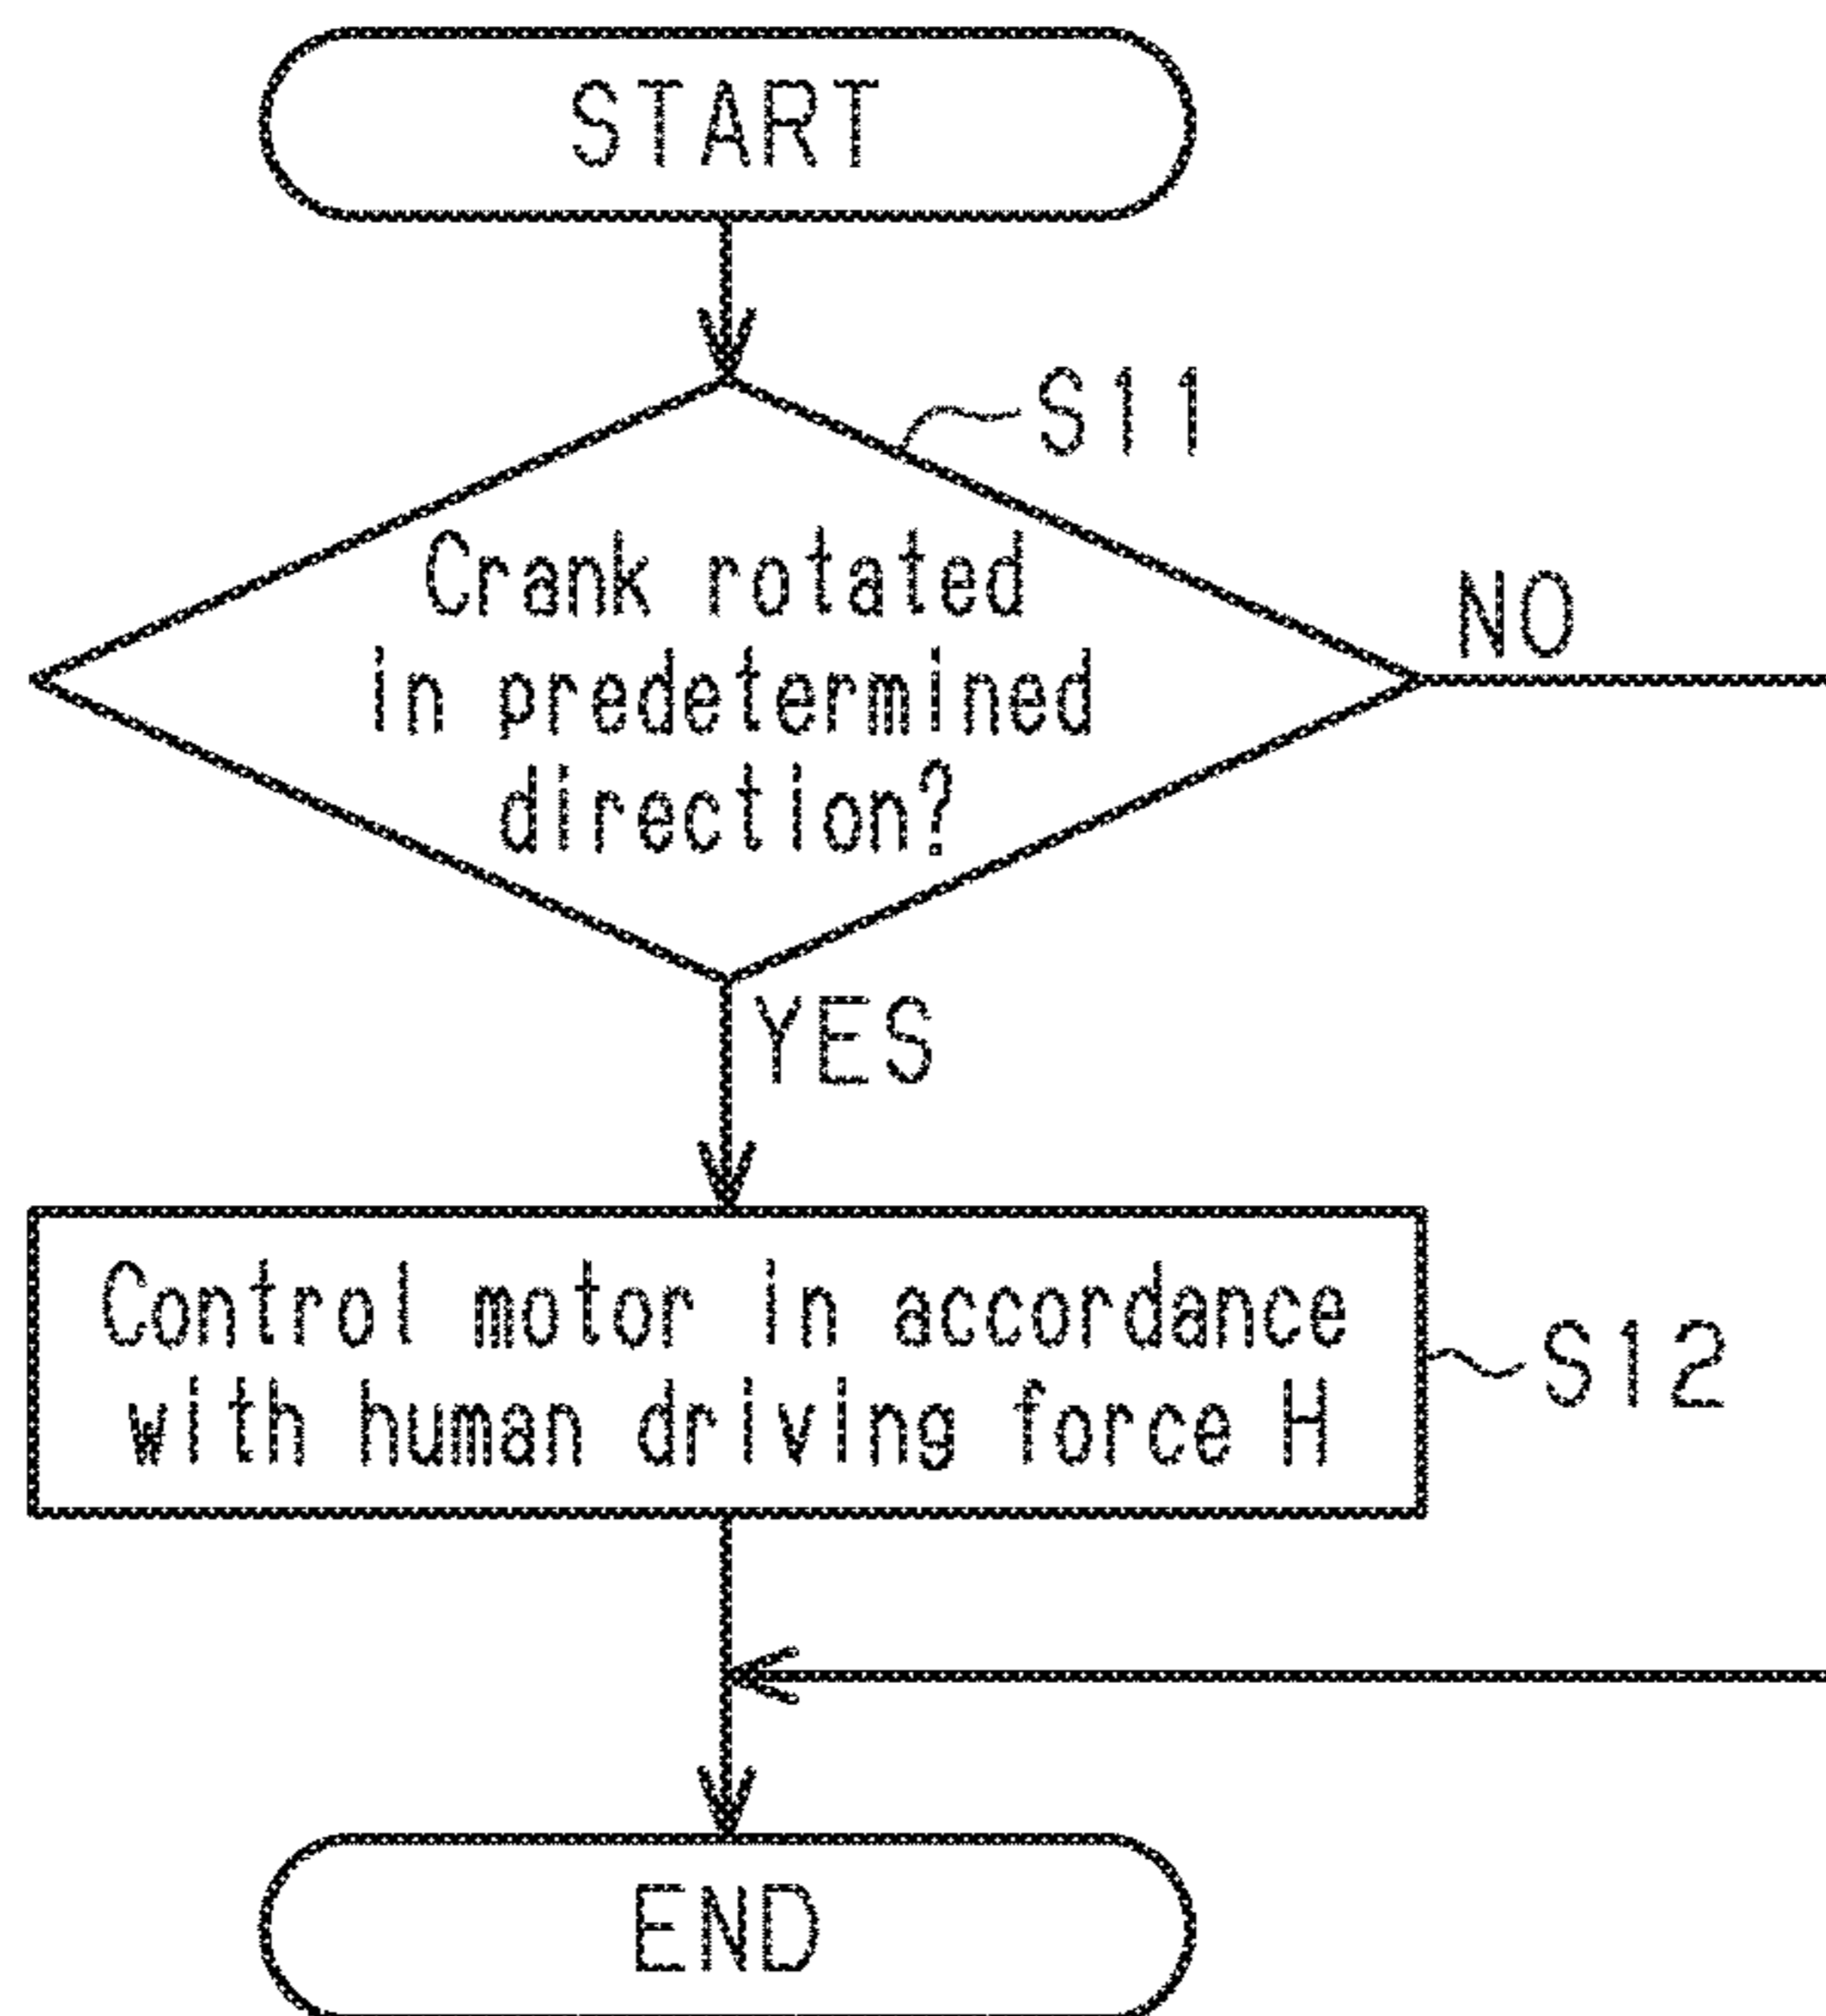 START
S11
Crank rotated
in predetermined
direction?
NO
YES
Control motor in accordance
with human driving force H
S12
END